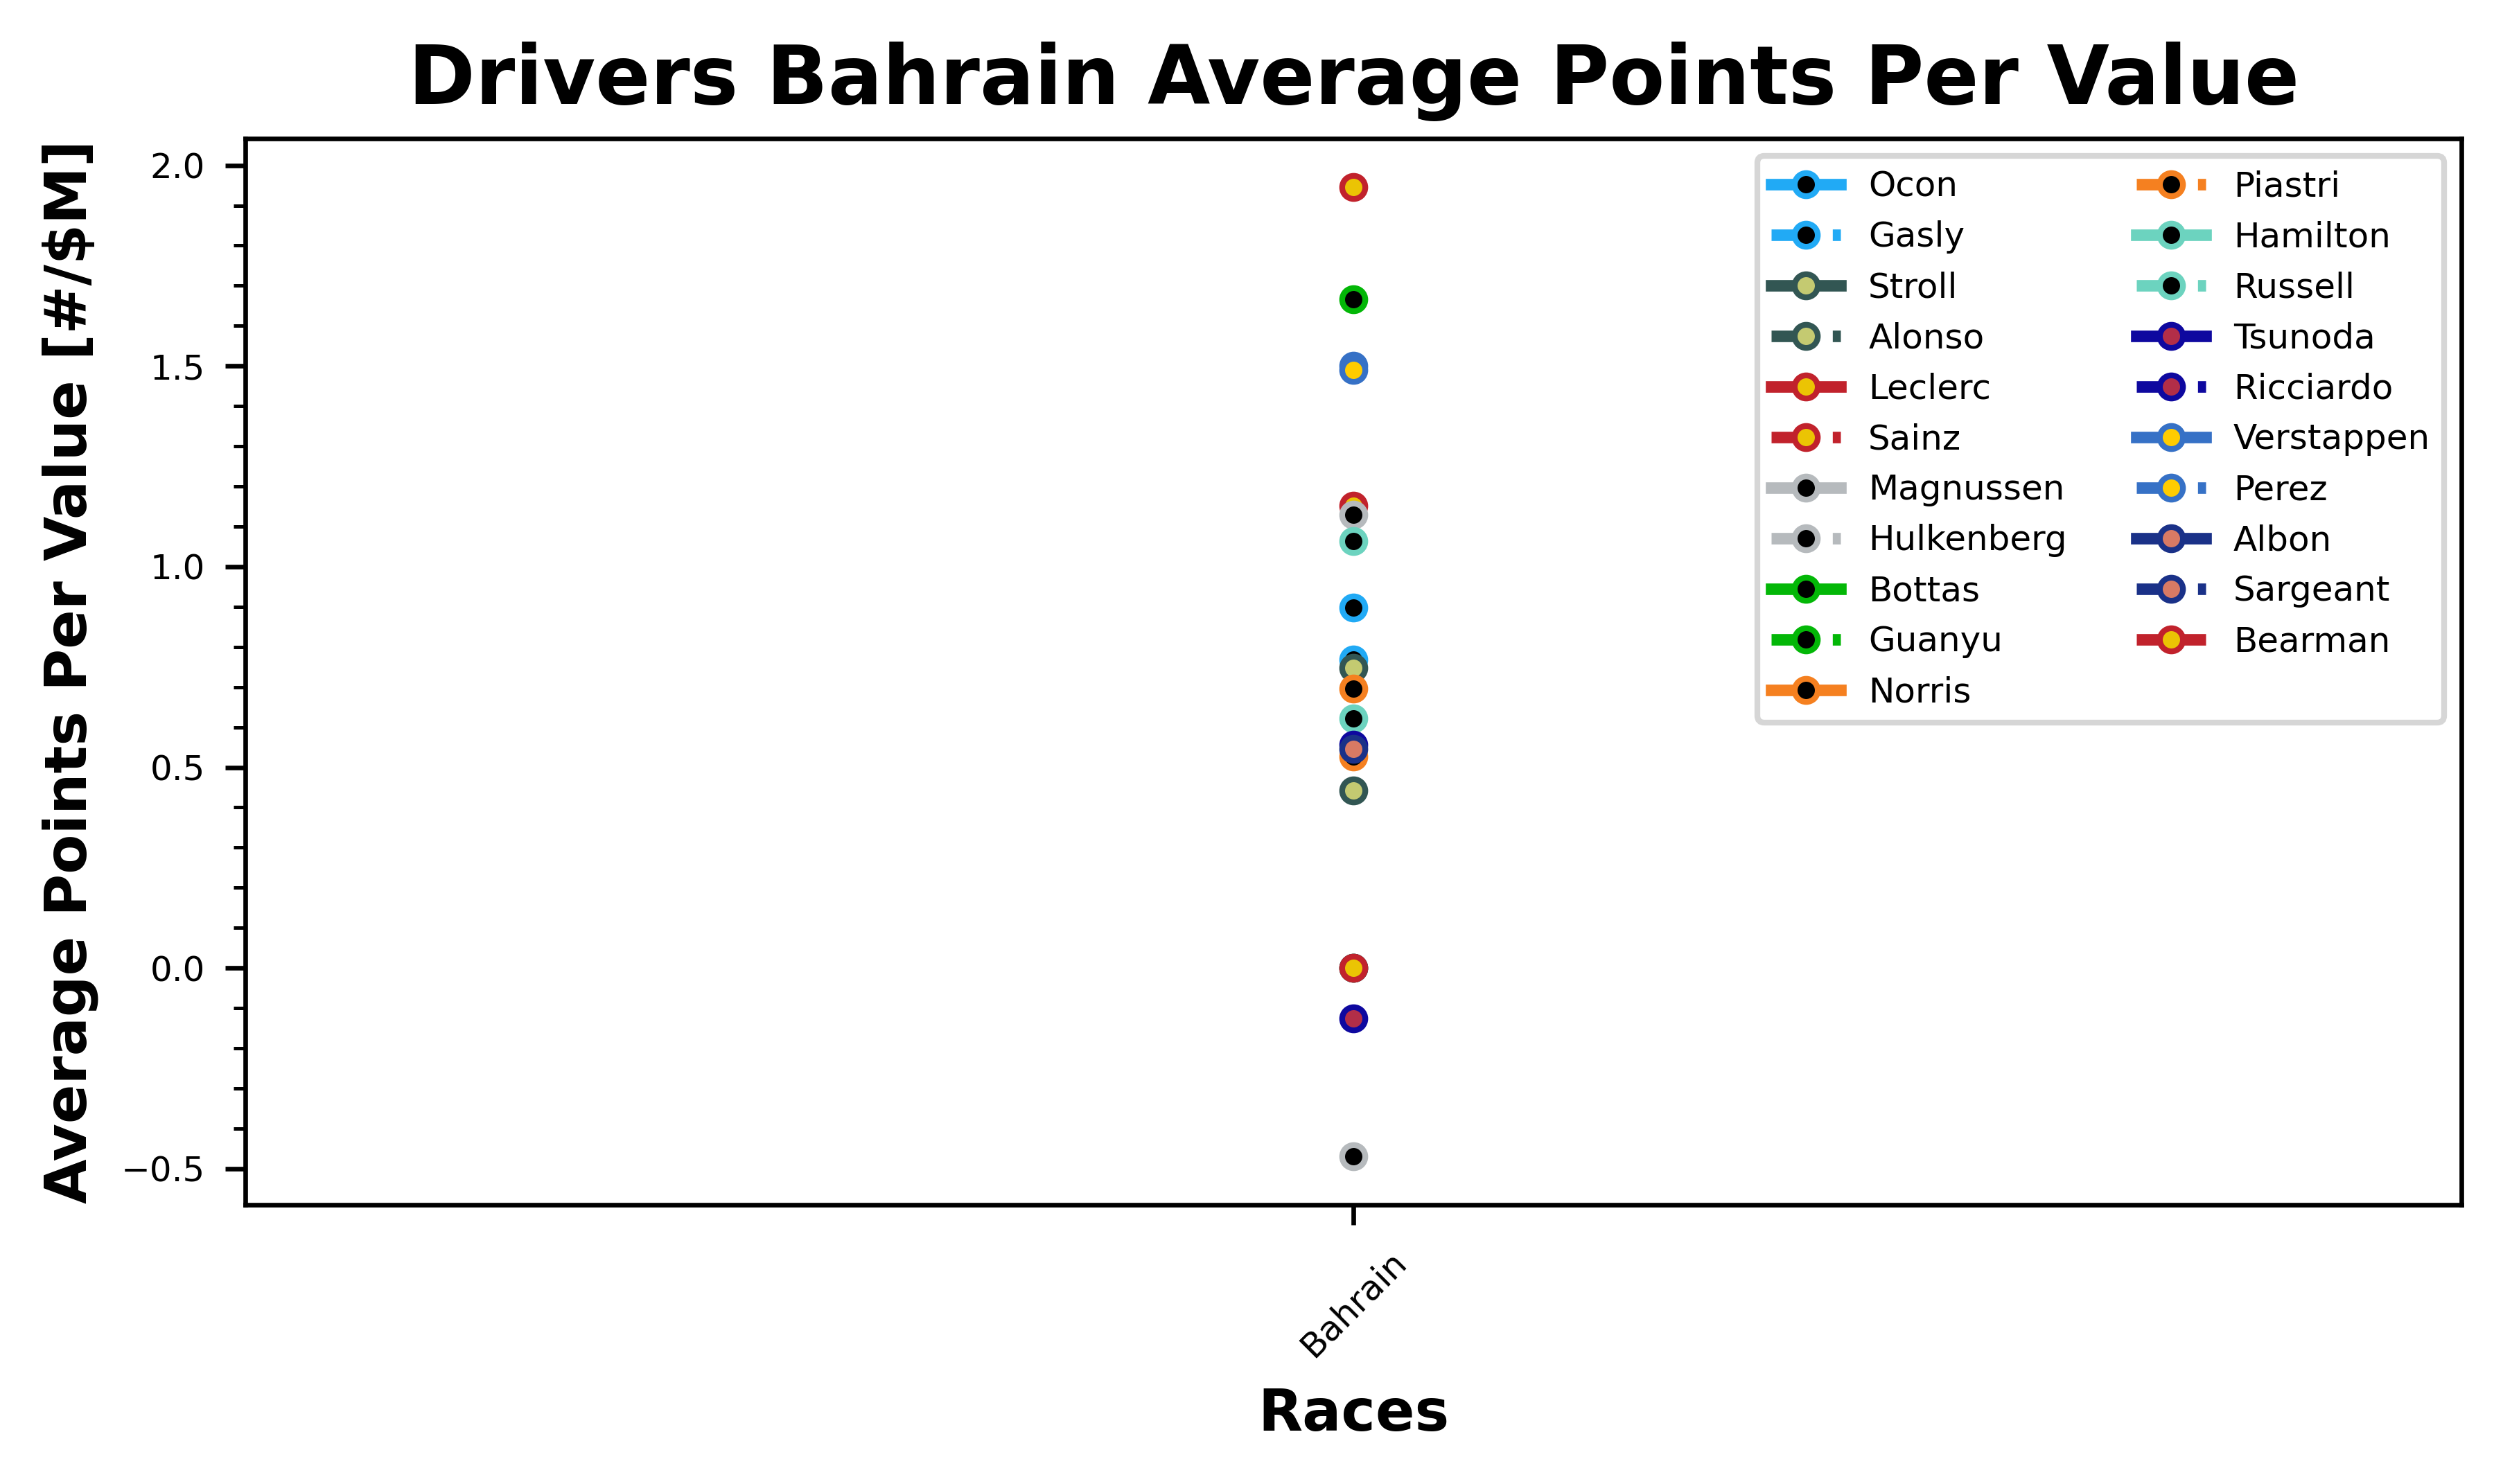 Drivers Bahrain Average Points Per Value
Average Points Per Value [#/$M]
2.0
1.5
1.0
0.5
0.0
−0.5
Ocon
Gasly
Stroll
Alonso
Leclerc
Sainz
Magnussen
Hulkenberg
Bottas
Guanyu
Norris
Piastri
Hamilton
Russell
Tsunoda
Ricciardo
Verstappen
Perez
Albon
Sargeant
Bearman
Bahrain
Races